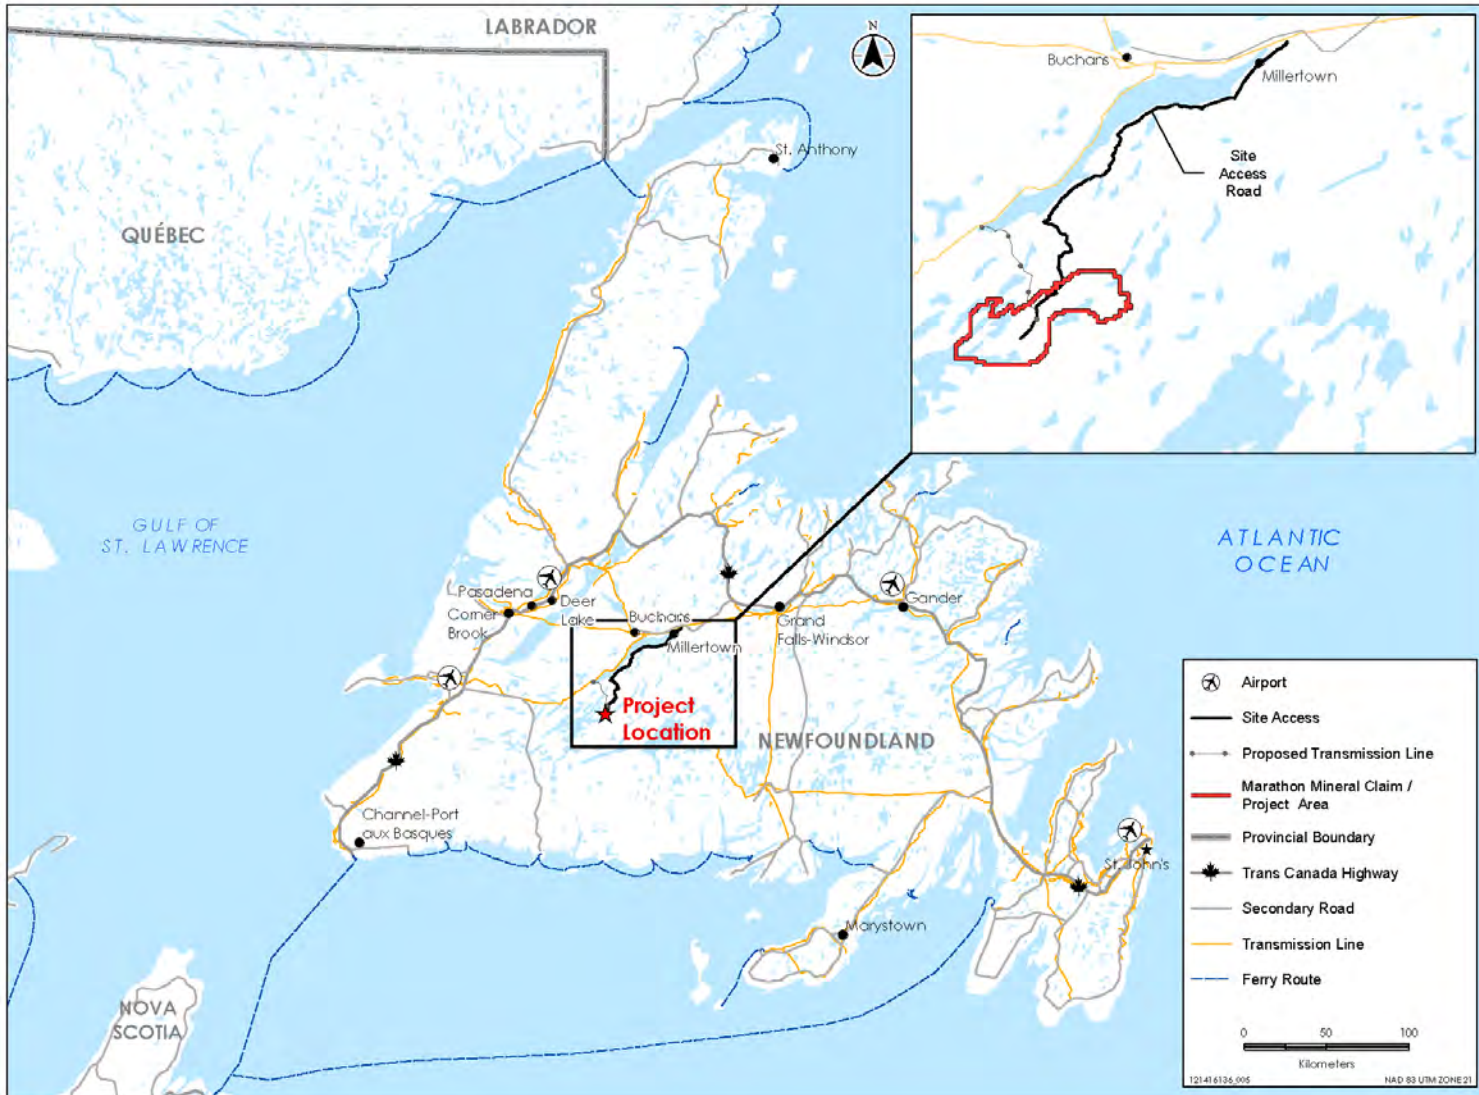 LABRADOR
N
QUÉBEC
St. Anthony
GULF OF
ST. LAWRENCE
ATLANTIC
OCEAN
Pasadena
Corner
Brook
Deer
Lake
Buchans
Millertown
Grand
Falls-Windsor
Gander
Project
Location
NEWFOUNDLAND
Channel-Port
aux Basques
St. John's
Marystown
NOVA
SCOTIA
Buchans
Millertown
Site
Access
Road
Airport
Site Access
Proposed Transmission Line
Marathon Mineral Claim /
Project Area
Provincial Boundary
Trans Canada Highway
Secondary Road
Transmission Line
Ferry Route
0 50 100
Kilometers
121416136_005 NAD 83 UTM ZONE 21